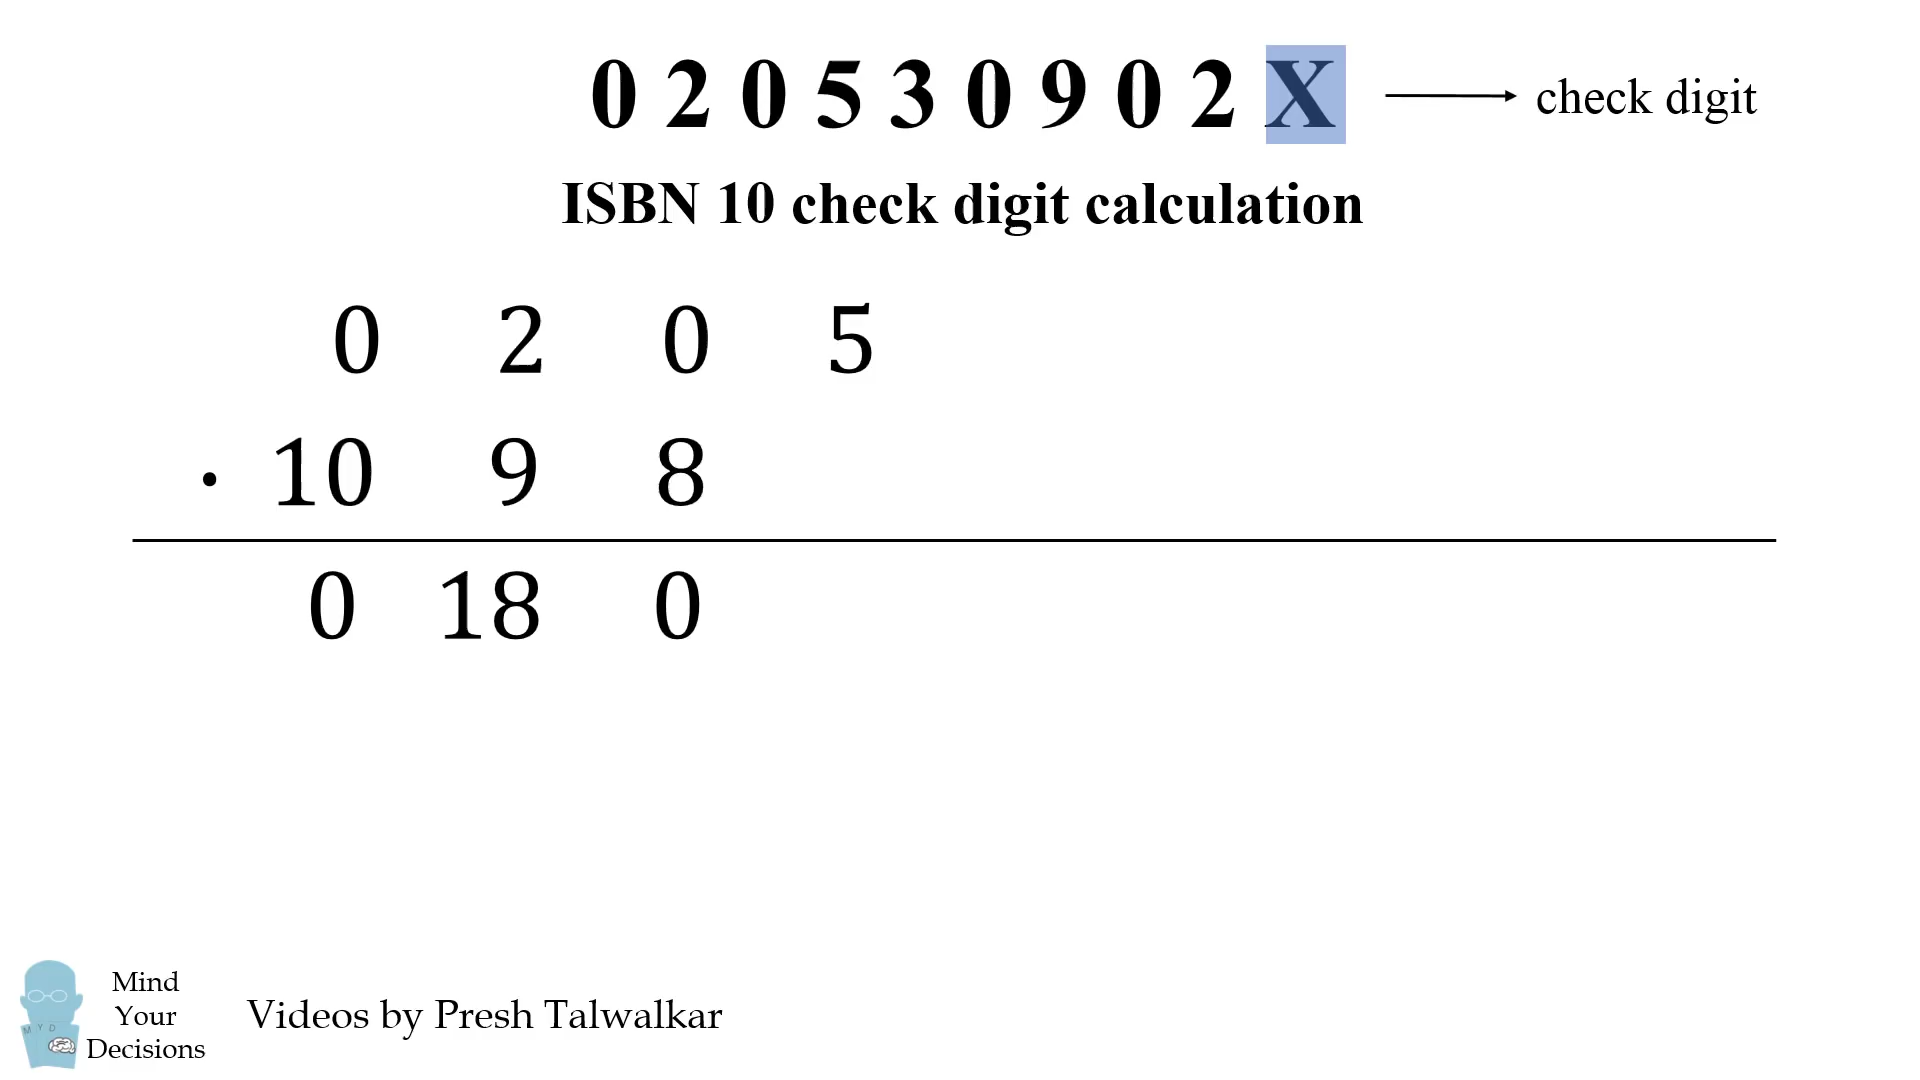 0 2 0 5 3 0 9 0 2 X
check digit
ISBN 10 check digit calculation
0 2 0 5
· 10 9 8
0 18 0
M Y D
Mind
Your
Decisions
Videos by Presh Talwalkar